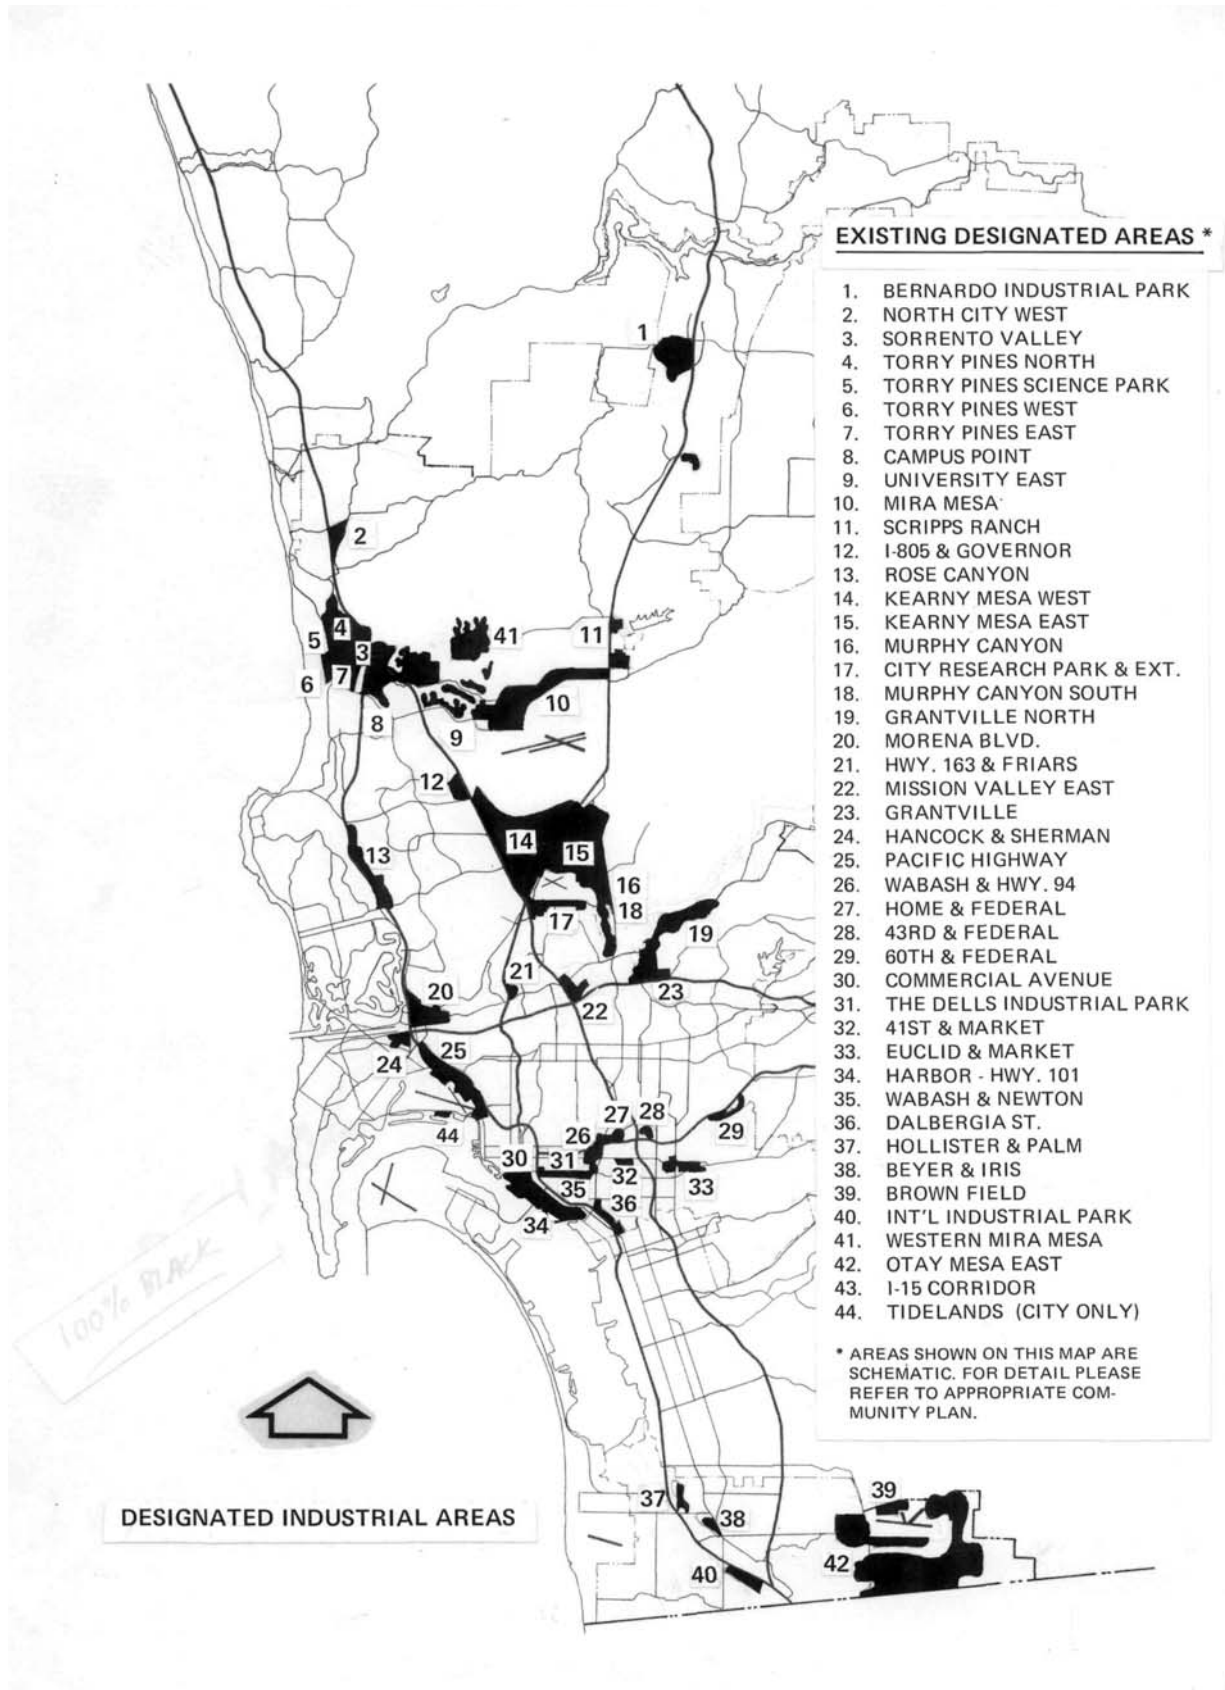 EXISTING DESIGNATED AREAS *
1. BERNARDO INDUSTRIAL PARK
2. NORTH CITY WEST
3. SORRENTO VALLEY
4. TORRY PINES NORTH
5. TORRY PINES SCIENCE PARK
6. TORRY PINES WEST
7. TORRY PINES EAST
8. CAMPUS POINT
9. UNIVERSITY EAST
10. MIRA MESA
11. SCRIPPS RANCH
12. I-805 & GOVERNOR
13. ROSE CANYON
14. KEARNY MESA WEST
15. KEARNY MESA EAST
16. MURPHY CANYON
17. CITY RESEARCH PARK & EXT.
18. MURPHY CANYON SOUTH
19. GRANTVILLE NORTH
20. MORENA BLVD.
21. HWY. 163 & FRIARS
22. MISSION VALLEY EAST
23. GRANTVILLE
24. HANCOCK & SHERMAN
25. PACIFIC HIGHWAY
26. WABASH & HWY. 94
27. HOME & FEDERAL
28. 43RD & FEDERAL
29. 60TH & FEDERAL
30. COMMERCIAL AVENUE
31. THE DELLS INDUSTRIAL PARK
32. 41ST & MARKET
33. EUCLID & MARKET
34. HARBOR - HWY. 101
35. WABASH & NEWTON
36. DALBERGIA ST.
37. HOLLISTER & PALM
38. BEYER & IRIS
39. BROWN FIELD
40. INT'L INDUSTRIAL PARK
41. WESTERN MIRA MESA
42. OTAY MESA EAST
43. I-15 CORRIDOR
44. TIDELANDS (CITY ONLY)
* AREAS SHOWN ON THIS MAP ARE
SCHEMATIC. FOR DETAIL PLEASE
REFER TO APPROPRIATE COM-
MUNITY PLAN.
1
2
4
5
3
41
11
7
6
10
8
9
12
14
15
13
16
18
17
19
21
20
23
22
25
24
27
28
44
26
29
30
31
32
33
35
36
34
100% BLACK
DESIGNATED INDUSTRIAL AREAS
37
39
38
42
40